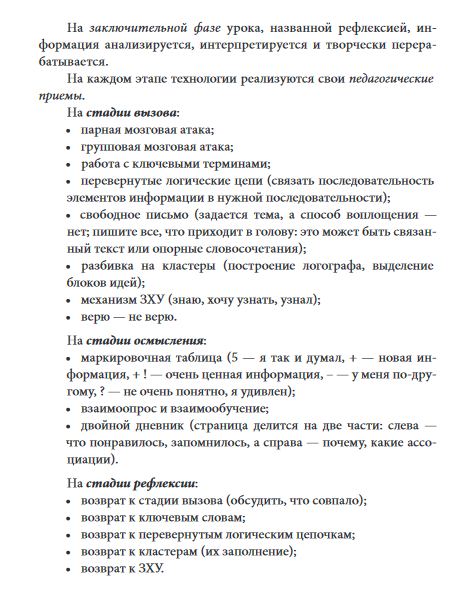 На заключительной фазе урока, названной рефлексией, ин-
формация анализируется, интерпретируется и творчески перера-
батывается.
На каждом этапе технологии реализуются свои педагогические
приемы.
На стадии вызова:
• парная мозговая атака;
• групповая мозговая атака;
• работа с ключевыми терминами;
• перевернутые логические цепи (связать последовательность
элементов информации в нужной последовательности);
• свободное письмо (задается тема, а способ воплощения —
нет; пишите все, что приходит в голову: это может быть связан-
ный текст или опорные словосочетания);
• разбивка на кластеры (построение логографа, выделение
блоков идей);
• механизм ЗХУ (знаю, хочу узнать, узнал);
• верю — не верю.
На стадии осмысления:
• маркировочная таблица (5 — я так и думал, + — новая ин-
формация, + ! — очень ценная информация, – — у меня по-дру-
гому, ? — не очень понятно, я удивлен);
• взаимоопрос и взаимообучение;
• двойной дневник (страница делится на две части: слева —
что понравилось, запомнилось, а справа — почему, какие ассо-
циации).
На стадии рефлексии:
• возврат к стадии вызова (обсудить, что совпало);
• возврат к ключевым словам;
• возврат к перевернутым логическим цепочкам;
• возврат к кластерам (их заполнение);
• возврат к ЗХУ.